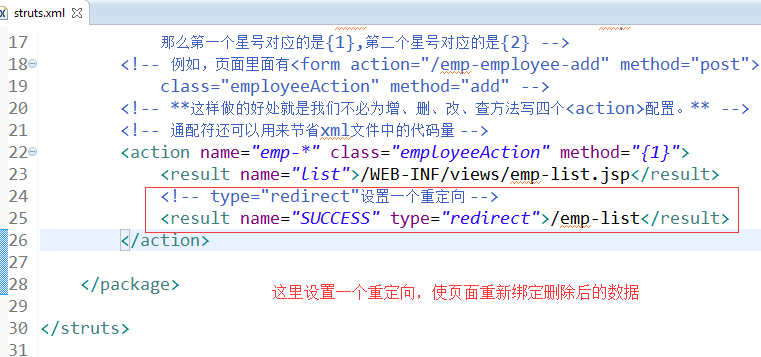 struts.xml
17 那么第一个星号对应的是{1},第二个星号对应的是{2} -->
18 <!-- 例如，页面里面有<form action="/emp-employee-add" method="post">
19 class="employeeAction" method="add" -->
20 <!-- **这样做的好处就是我们不必为增、删、改、查方法写四个<action>配置。** -->
21 <!-- 通配符还可以用来节省xml文件中的代码量 -->
22 <action name="emp-*" class="employeeAction" method="{1}">
23 <result name="list">/WEB-INF/views/emp-list.jsp</result>
24 <!-- type="redirect"设置一个重定向 -->
25 <result name="SUCCESS" type="redirect">/emp-list</result>
26 </action>
27
28 </package>
这里设置一个重定向，使页面重新绑定删除后的数据
29
30 </struts>
31